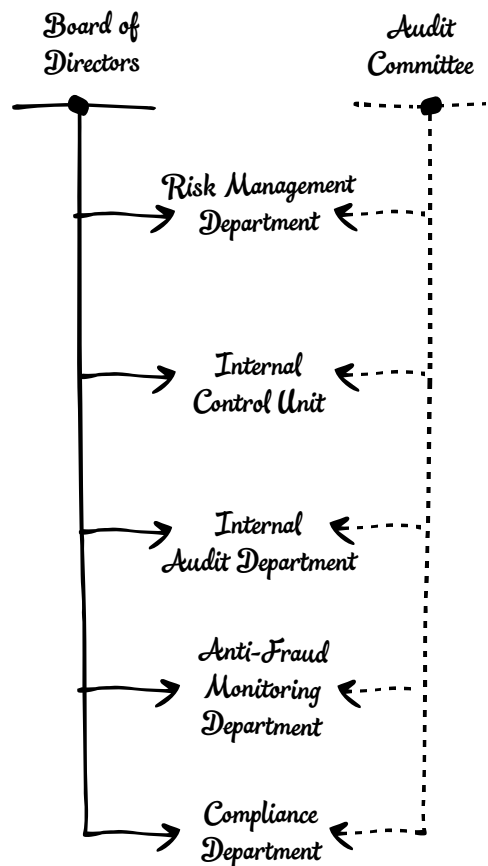 Board of
Directors
Audit
Committee
Risk Management
Department
Internal
Control Unit
Internal
Audit Department
Anti-Fraud
Monitoring
Department
Compliance
Department